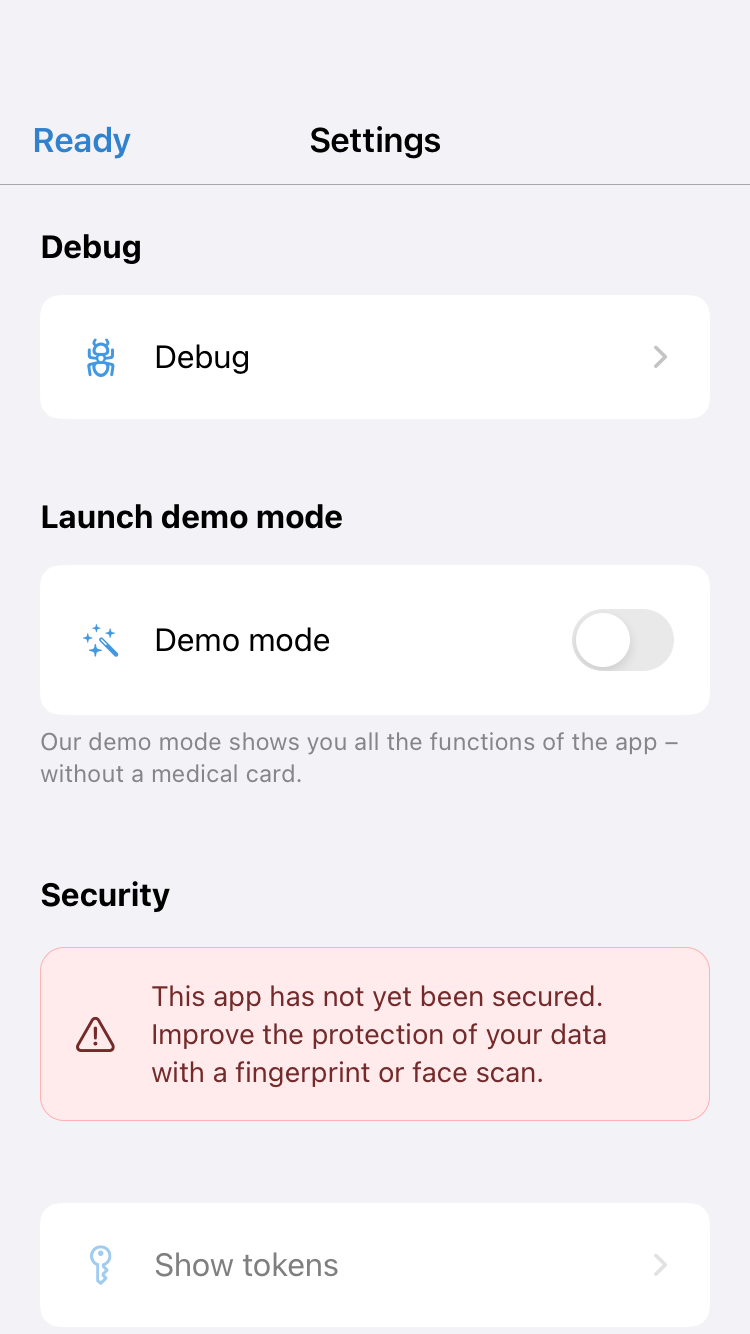 Ready
Settings
Debug
Debug
Launch demo mode
Demo mode
Our demo mode shows you all the functions of the app –
without a medical card.
Security
This app has not yet been secured.
Improve the protection of your data
with a fingerprint or face scan.
Show tokens